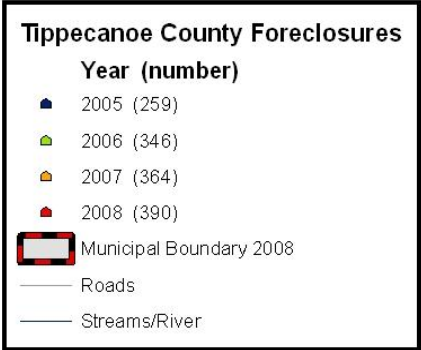 Tippecanoe County Foreclosures
Year (number)
2005 (259)
2006 (346)
2007 (364)
2008 (390)
Municipal Boundary 2008
Roads
Streams/River